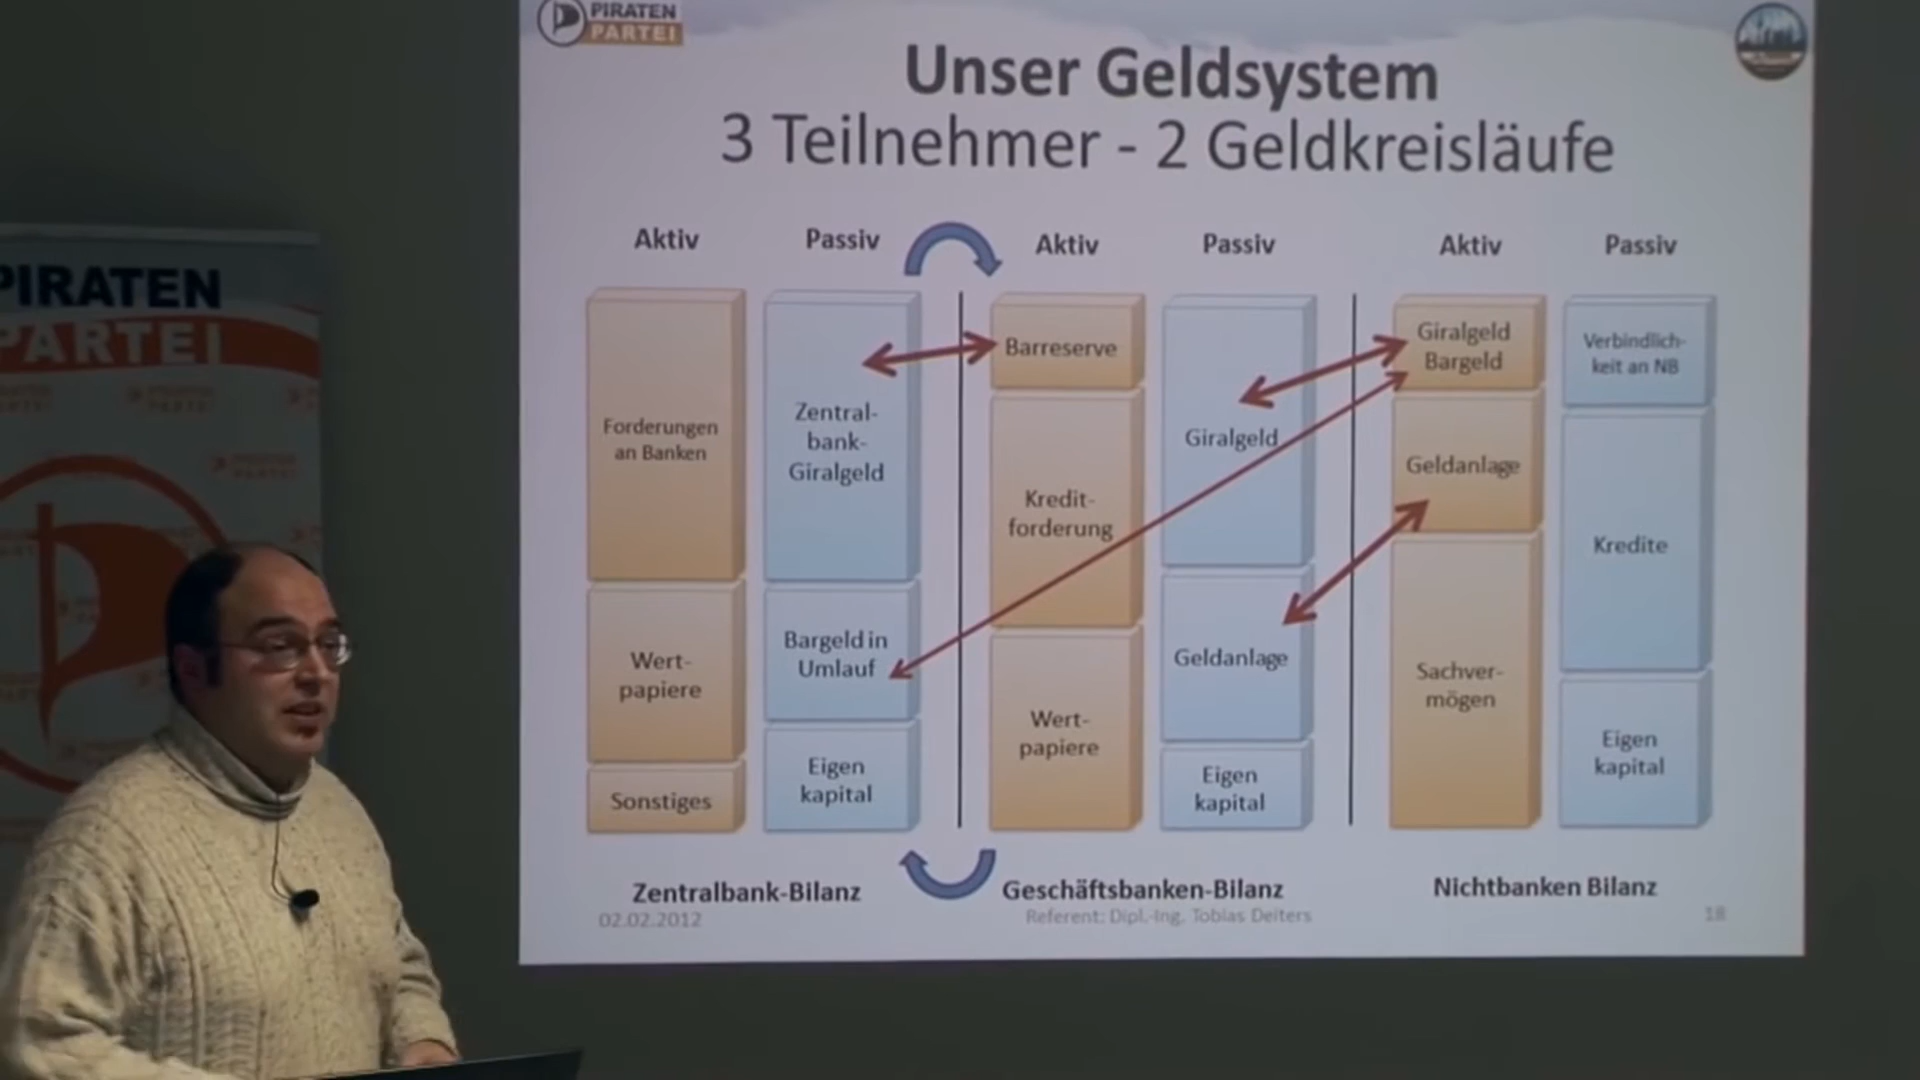 PIRATEN
PARTEI
Unser Geldsystem
3 Teilnehmer - 2 Geldkreisläufe
Aktiv
Passiv
Aktiv
Passiv
Aktiv
Passiv
Forderungen
an Banken
Wert-
papiere
Sonstiges
Zentral-
bank-
Giralgeld
Bargeld in
Umlauf
Eigen
kapital
Barreserve
Kredit-
forderung
Wert-
papiere
Giralgeld
Geldanlage
Eigen
kapital
Giralgeld
Bargeld
Geldanlage
Sachver-
mögen
Verbindlich-
keit an NB
Kredite
Eigen
kapital
Zentralbank-Bilanz
Geschäftsbanken-Bilanz
Nichtbanken Bilanz
02.02.2012
Referent: Dipl.-Ing. Tobias Deiters
18
PIRATEN
PARTEI